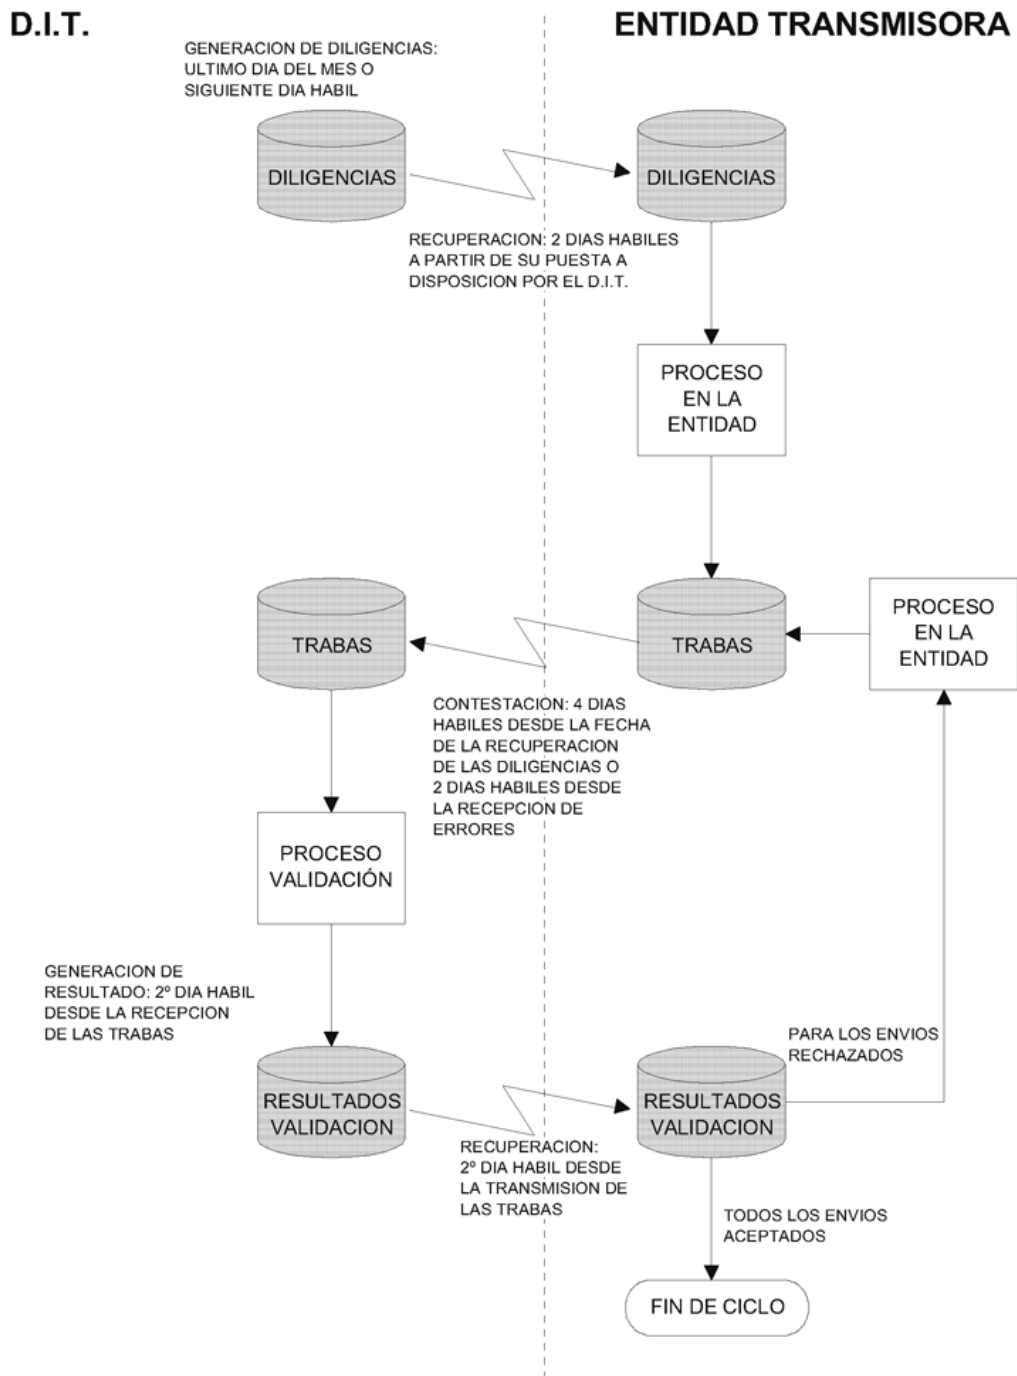 D.I.T.
ENTIDAD TRANSMISORA
GENERACION DE DILIGENCIAS:
ULTIMO DIA DEL MES O
SIGUIENTE DIA HABIL
DILIGENCIAS
DILIGENCIAS
RECUPERACION: 2 DIAS HABILES
A PARTIR DE SU PUESTA A
DISPOSICION POR EL D.I.T.
PROCESO
EN LA
ENTIDAD
TRABAS
TRABAS
PROCESO
EN LA
ENTIDAD
CONTESTACION: 4 DIAS
HABILES DESDE LA FECHA
DE LA RECUPERACION
DE LAS DILIGENCIAS O
2 DIAS HABILES DESDE
LA RECEPCION DE
ERRORES
PROCESO
VALIDACIÓN
GENERACION DE
RESULTADO: 2º DIA HABIL
DESDE LA RECEPCION
DE LAS TRABAS
PARA LOS ENVIOS
RECHAZADOS
RESULTADOS
VALIDACION
RESULTADOS
VALIDACION
RECUPERACION:
2º DIA HABIL DESDE
LA TRANSMISION DE
LAS TRABAS
TODOS LOS ENVIOS
ACEPTADOS
FIN DE CICLO